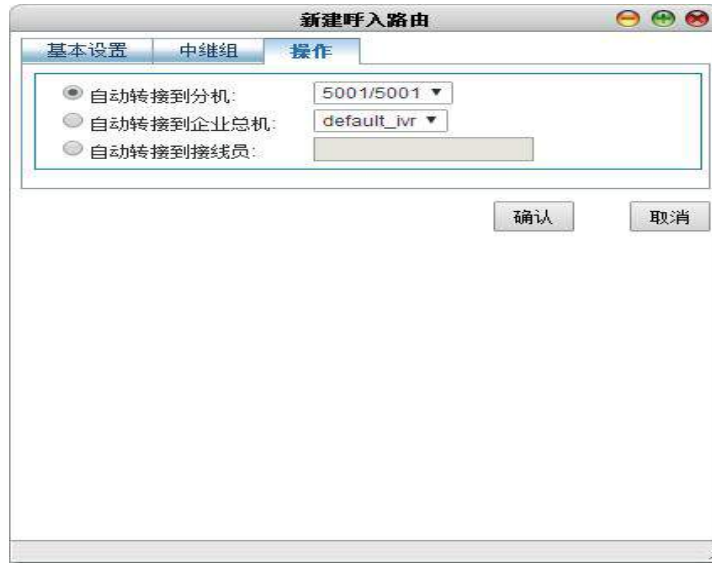 新建呼入路由
基本设置 中继组 操作
自动转接到分机: 5001/5001
自动转接到企业总机: default_ivr
自动转接到接线员:
确认 取消